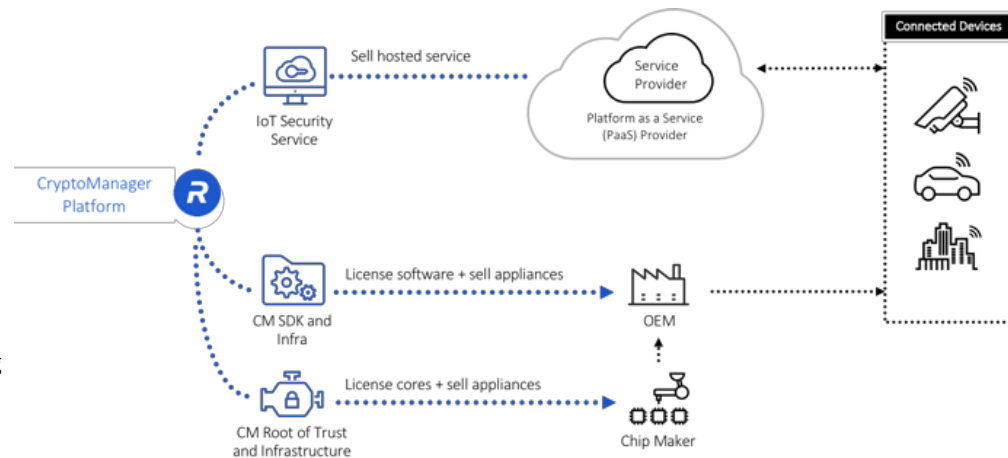 Connected Devices
Sell hosted service
Service
Provider
Platform as a Service
(PaaS) Provider
IoT Security
Service
CryptoManager
Platform
R
License software + sell appliances
CM SDK and
Infra
OEM
g
License cores + sell appliances
CM Root of Trust
and Infrastructure
Chip Maker